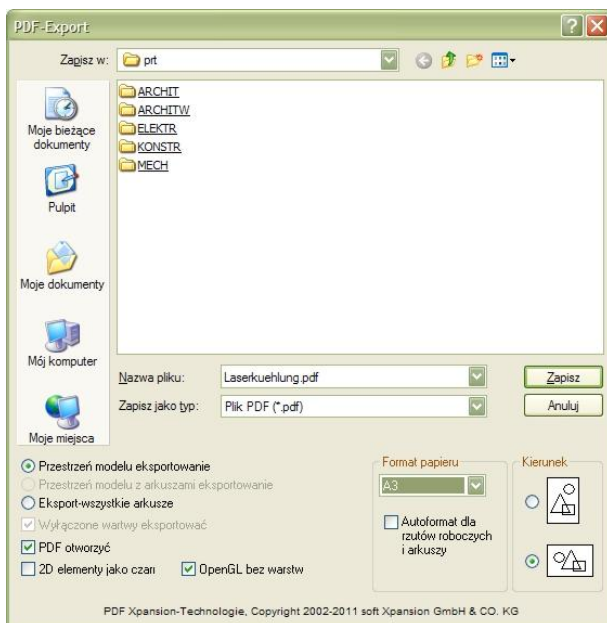 PDF-Export
Zapisz w:
prt
ARCHIT
ARCHITW
ELEKTR
KONSTR
MECH
Moje bieżące
dokumenty
Pulpit
Moje dokumenty
Mój komputer
Moje miejsca
Nazwa pliku:
Laserkuehlung.pdf
Zapisz
Zapisz jako typ:
Plik PDF (*.pdf)
Anuluj
Przestrzeń modelu eksportowanie
Przestrzeń modelu z arkuszami eksportowanie
Eksport-wszystkie arkusze
Wyłączone wartwy eksportować
PDF otworzyć
2D elementy jako czarı
OpenGL bez warstw
Format papieru
A3
Autoformat dla
rzutów roboczych
i arkuszy
Kierunek
PDF Xpansion-Technologie, Copyright 2002-2011 soft Xpansion GmbH & CO. KG